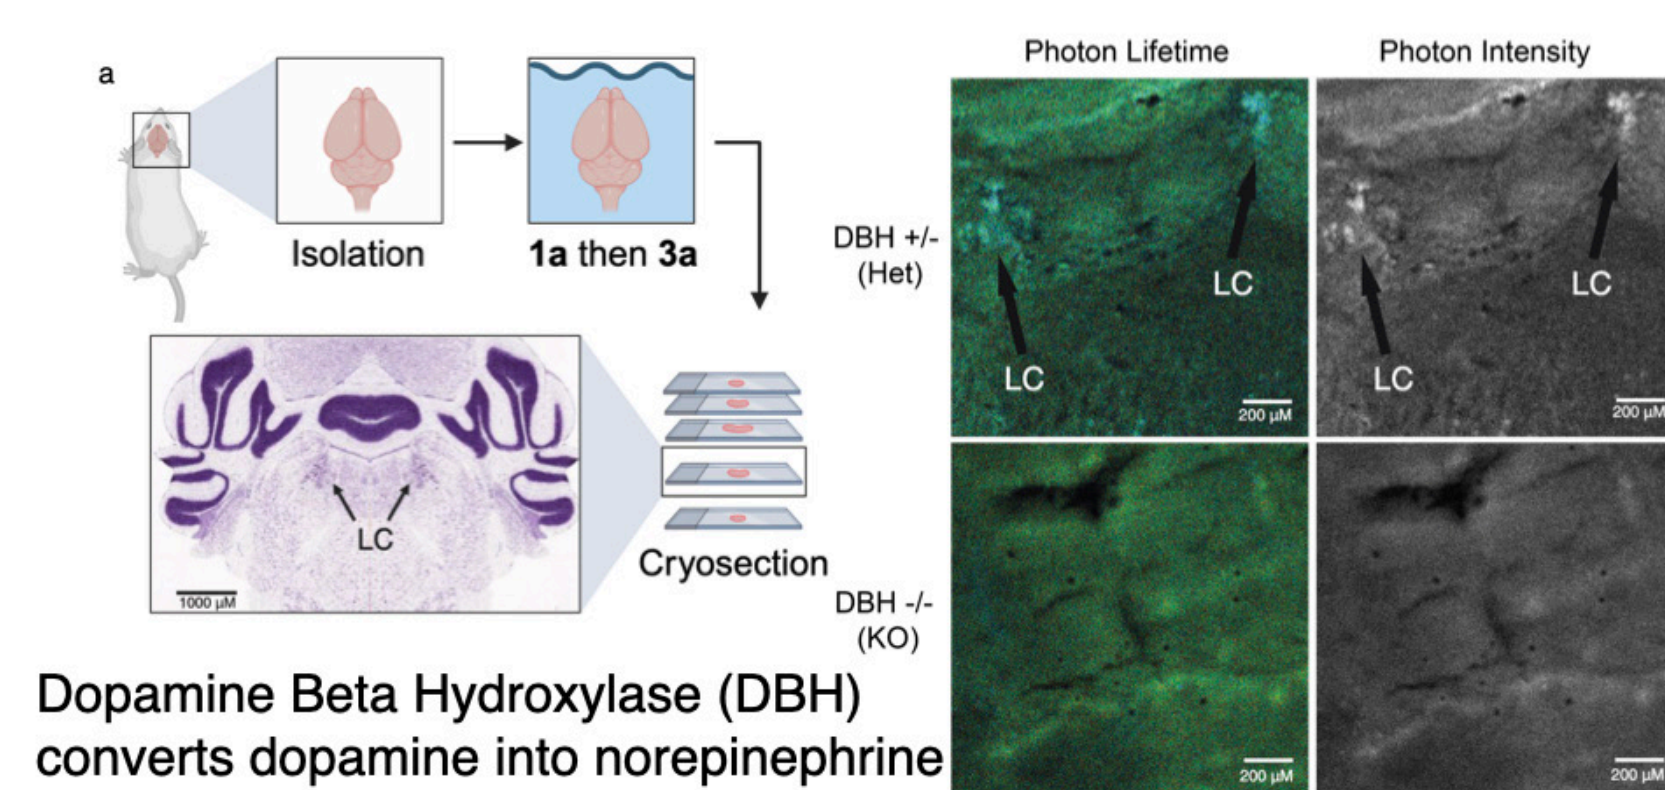 a
Isolation
1a then 3a
LC
1000 µM
Cryosection
Dopamine Beta Hydroxylase (DBH)
converts dopamine into norepinephrine
Photon Lifetime
Photon Intensity
DBH +/-
(Het)
LC
LC
200 µM
LC
LC
200 µM
DBH -/-
(KO)
200 µM
200 µM